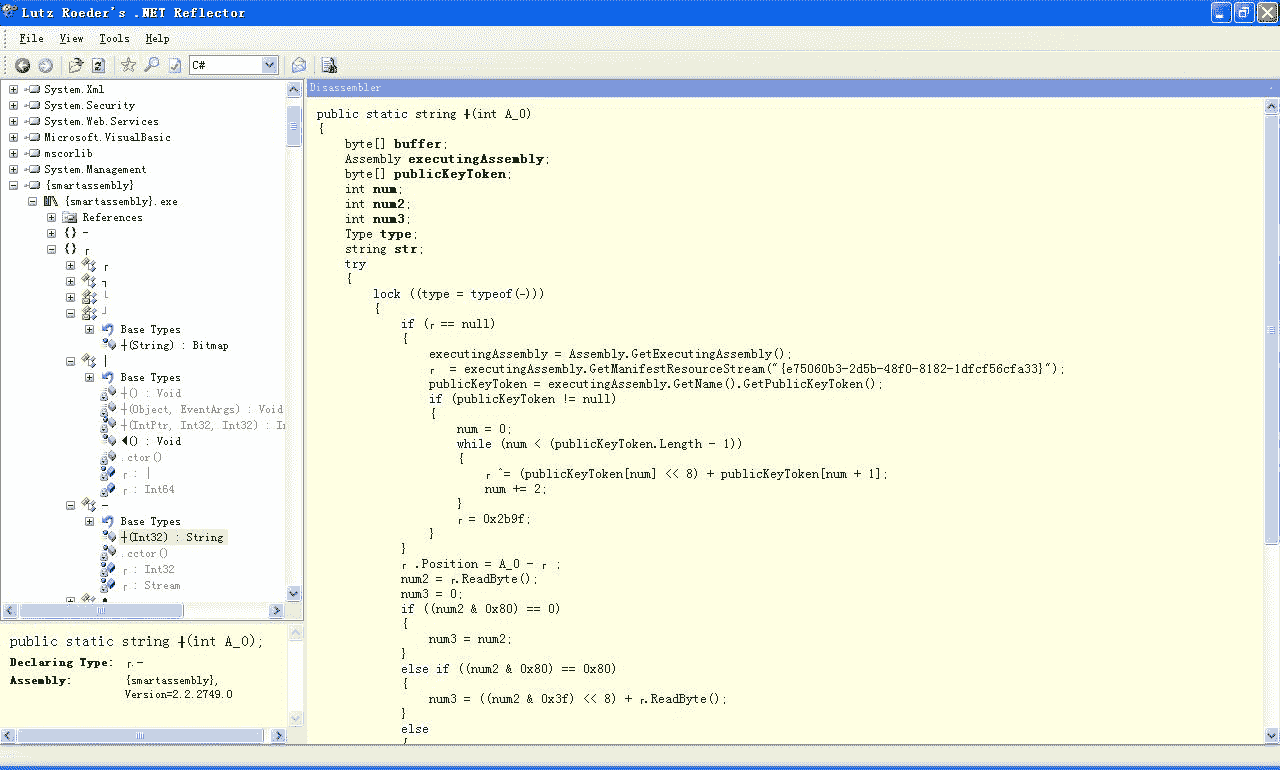 Lutz Roeder's .NET Reflector
File View Tools Help
C#
System.Xml
System.Security
System.Web.Services
Microsoft.VisualBasic
mscorlib
System.Management
{smartassembly}
{smartassembly}.exe
References
{} −
{} ┌
┌
┐
└
┘
Base Types
┼(String) : Bitmap
│
Base Types
┼() : Void
┼(Object, EventArgs) : Void
┼(IntPtr, Int32, Int32) : In
◄() : Void
.ctor()
┌ : │
┌ : Int64
−
Base Types
┼(Int32) : String
.cctor()
┌ : Int32
┌ : Stream
public static string ┼(int A_0);
Declaring Type: ┌.−
Assembly: {smartassembly},
Version=2.2.2749.0
Disassembler
public static string ┼(int A_0)
{
byte[] buffer;
Assembly executingAssembly;
byte[] publicKeyToken;
int num;
int num2;
int num3;
Type type;
string str;
try
{
lock ((type = typeof(−)))
{
if (┌ == null)
{
executingAssembly = Assembly.GetExecutingAssembly();
┌ = executingAssembly.GetManifestResourceStream("{e75060b3-2d5b-48f0-8182-1dfcf56cfa33}");
publicKeyToken = executingAssembly.GetName().GetPublicKeyToken();
if (publicKeyToken != null)
{
num = 0;
while (num < (publicKeyToken.Length - 1))
{
┌ ^= (publicKeyToken[num] << 8) + publicKeyToken[num + 1];
num += 2;
}
┌ = 0x2b9f;
}
}
┌ .Position = A_0 - ┌ ;
num2 = ┌.ReadByte();
num3 = 0;
if ((num2 & 0x80) == 0)
{
num3 = num2;
}
else if ((num2 & 0x80) == 0x80)
{
num3 = ((num2 & 0x3f) << 8) + ┌.ReadByte();
}
else
{